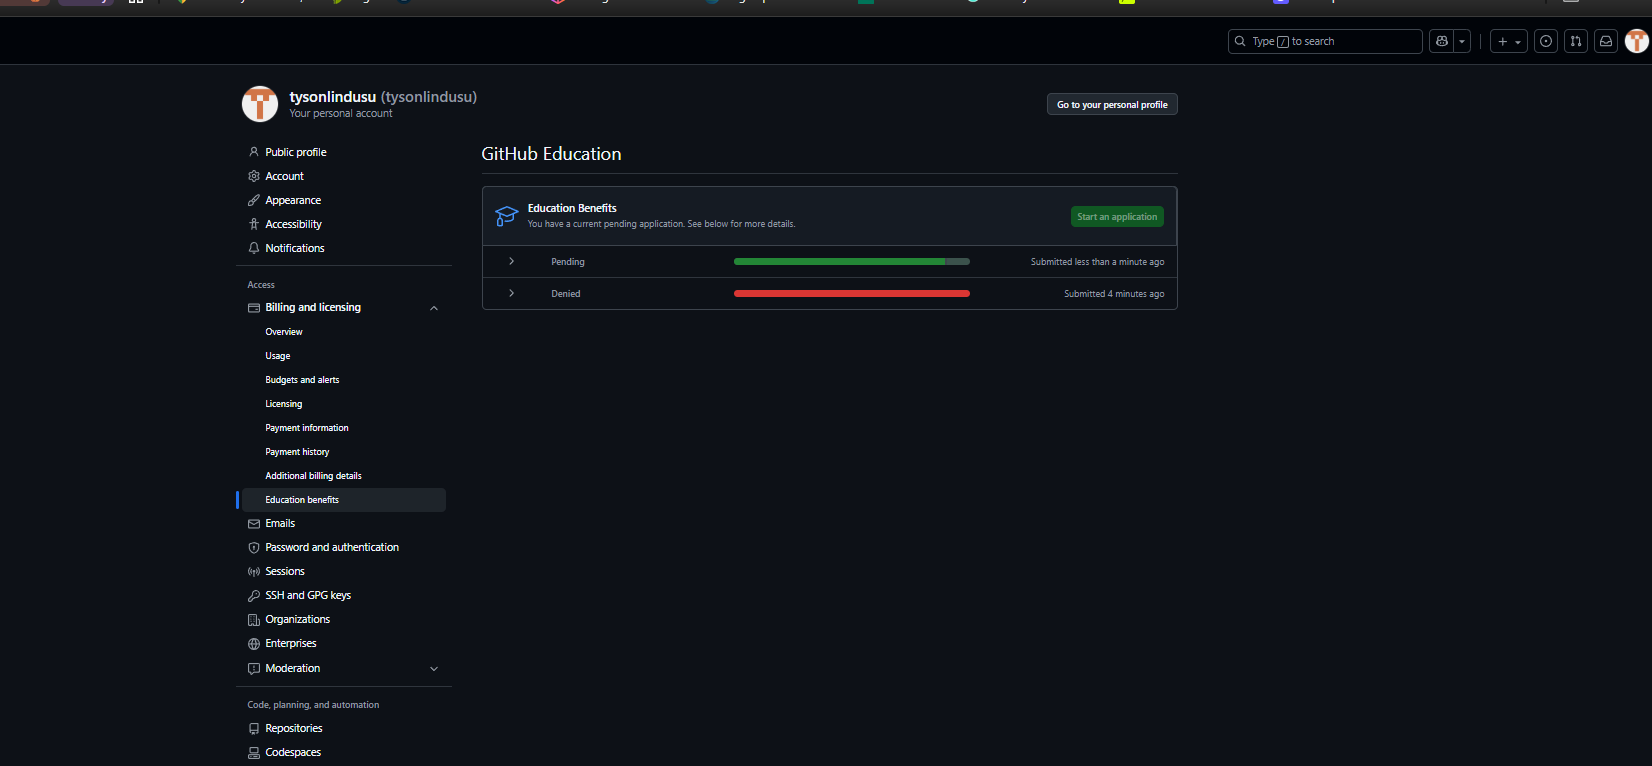 Type / to search
tysonlindusu (tysonlindusu)
Your personal account
Go to your personal profile
Public profile
Account
Appearance
Accessibility
Notifications
Access
Billing and licensing
Overview
Usage
Budgets and alerts
Licensing
Payment information
Payment history
Additional billing details
Education benefits
Emails
Password and authentication
Sessions
SSH and GPG keys
Organizations
Enterprises
Moderation
Code, planning, and automation
Repositories
Codespaces
GitHub Education
Education Benefits
You have a current pending application. See below for more details.
Start an application
Pending
Submitted less than a minute ago
Denied
Submitted 4 minutes ago